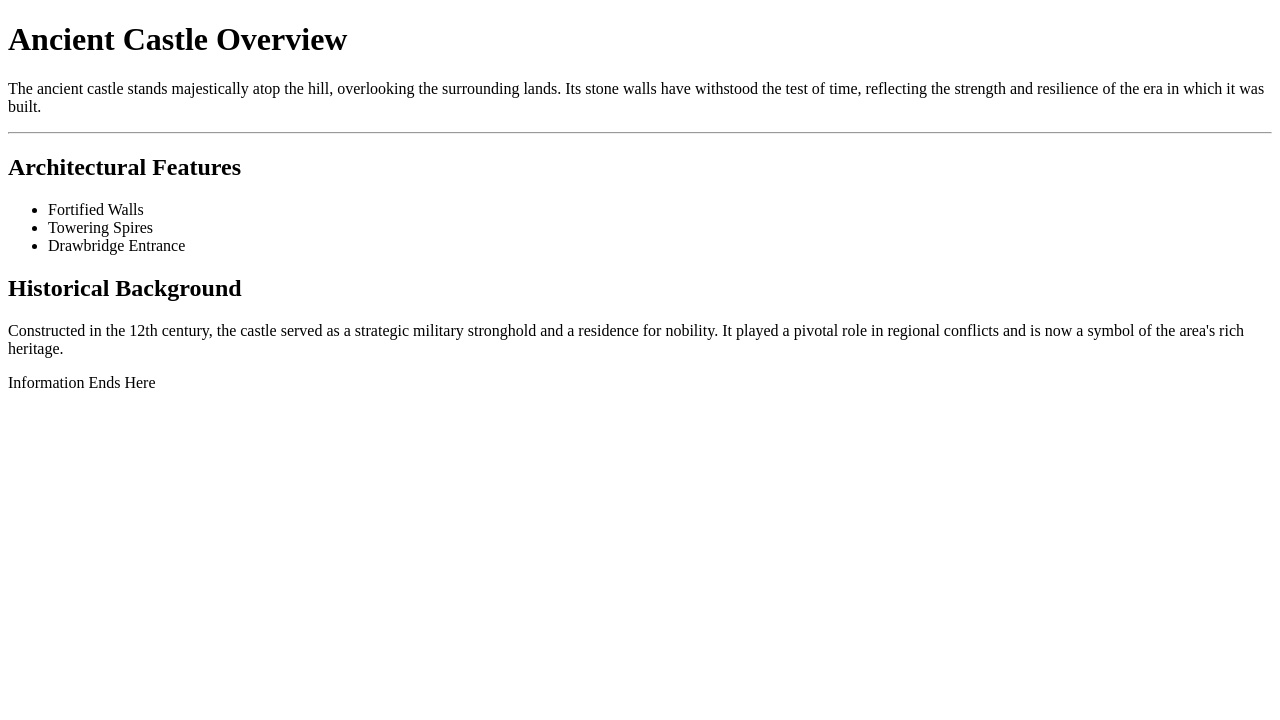 Ancient Castle Overview
The ancient castle stands majestically atop the hill, overlooking the surrounding lands. Its stone walls have withstood the test of time, reflecting the strength and resilience of the era in which it was
built.
Architectural Features
Fortified Walls
Towering Spires
Drawbridge Entrance
Historical Background
Constructed in the 12th century, the castle served as a strategic military stronghold and a residence for nobility. It played a pivotal role in regional conflicts and is now a symbol of the area's rich
heritage.
Information Ends Here